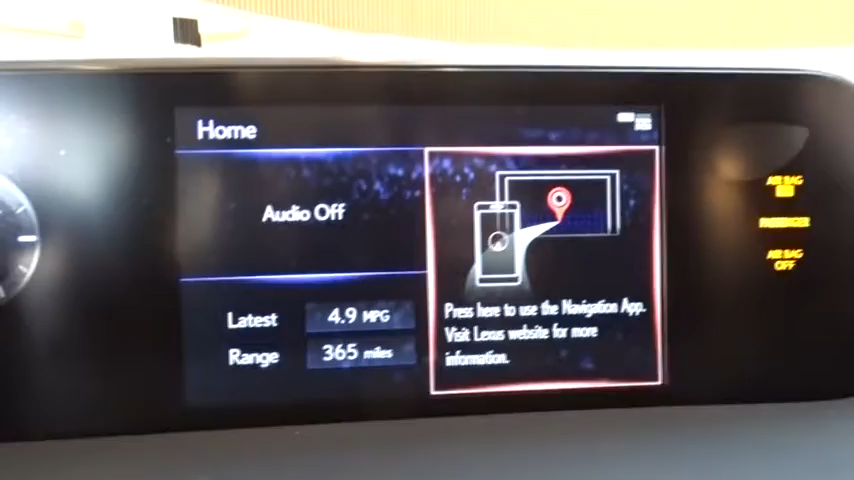 Home
Audio Off
Latest 4.9 MPG
Range 365 miles
Press here to use the Navigation App.
Visit Lexus website for more
information.
AIR BAG
PASSENGER
AIR BAG
OFF